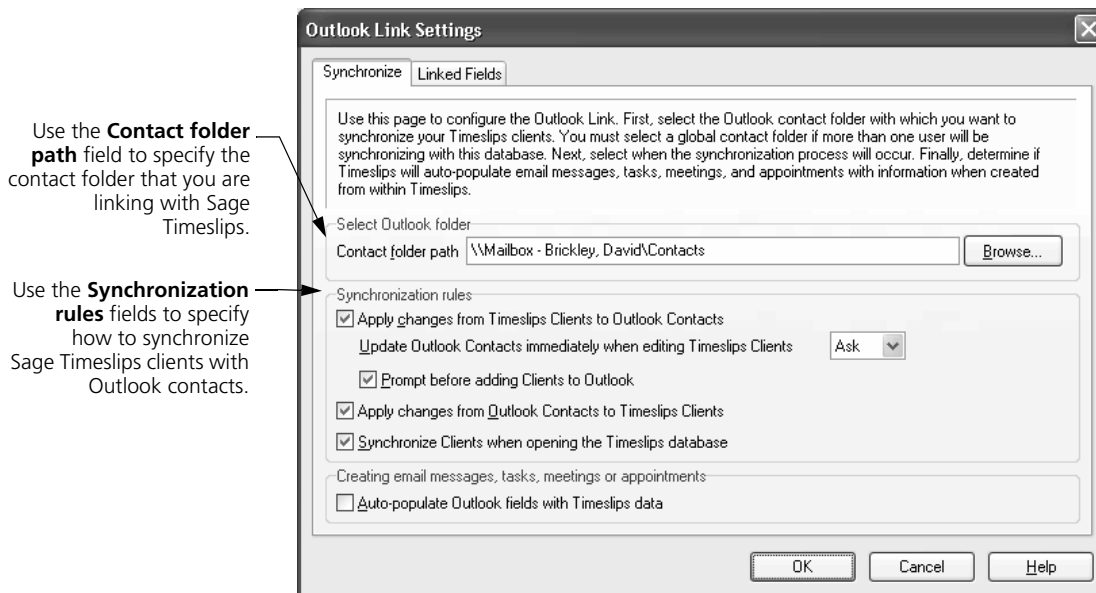 Outlook Link Settings
Synchronize
Linked Fields
Use this page to configure the Outlook Link. First, select the Outlook contact folder with which you want to
synchronize your Timeslips clients. You must select a global contact folder if more than one user will be
synchronizing with this database. Next, select when the synchronization process will occur. Finally, determine if
Timeslips will auto-populate email messages, tasks, meetings, and appointments with information when created
from within Timeslips.
Use the Contact folder
path field to specify the
contact folder that you are
linking with Sage
Timeslips.
Select Outlook folder
Contact folder path
\\Mailbox - Brickley, David\Contacts
Browse...
Use the Synchronization
rules fields to specify
how to synchronize
Sage Timeslips clients with
Outlook contacts.
Synchronization rules
Apply changes from Timeslips Clients to Outlook Contacts
Update Outlook Contacts immediately when editing Timeslips Clients
Ask
Prompt before adding Clients to Outlook
Apply changes from Outlook Contacts to Timeslips Clients
Synchronize Clients when opening the Timeslips database
Creating email messages, tasks, meetings or appointments
Auto-populate Outlook fields with Timeslips data
OK
Cancel
Help